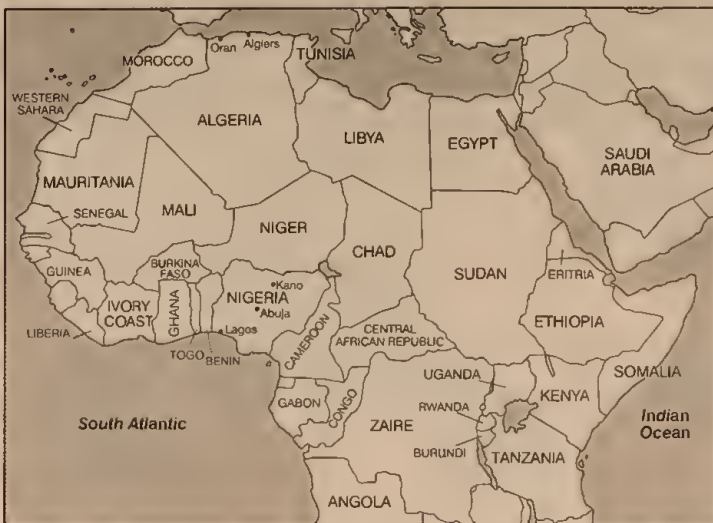 Oran
Algiers
TUNISIA
MOROCCO
WESTERN
SAHARA
ALGERIA
LIBYA
EGYPT
SAUDI
ARABIA
MAURITANIA
MALI
NIGER
SENEGAL
CHAD
SUDAN
BURKINA
FASO
GUINEA
NIGERIA
Kano
Abuja
ERITRIA
IVORY
COAST
GHANA
ETHIOPIA
LIBERIA
Lagos
TOGO
BENIN
CAMEROON
CENTRAL
AFRICAN REPUBLIC
SOMALIA
UGANDA
KENYA
GABON
CONGO
RWANDA
South Atlantic
ZAIRE
Indian
Ocean
BURUNDI
TANZANIA
ANGOLA